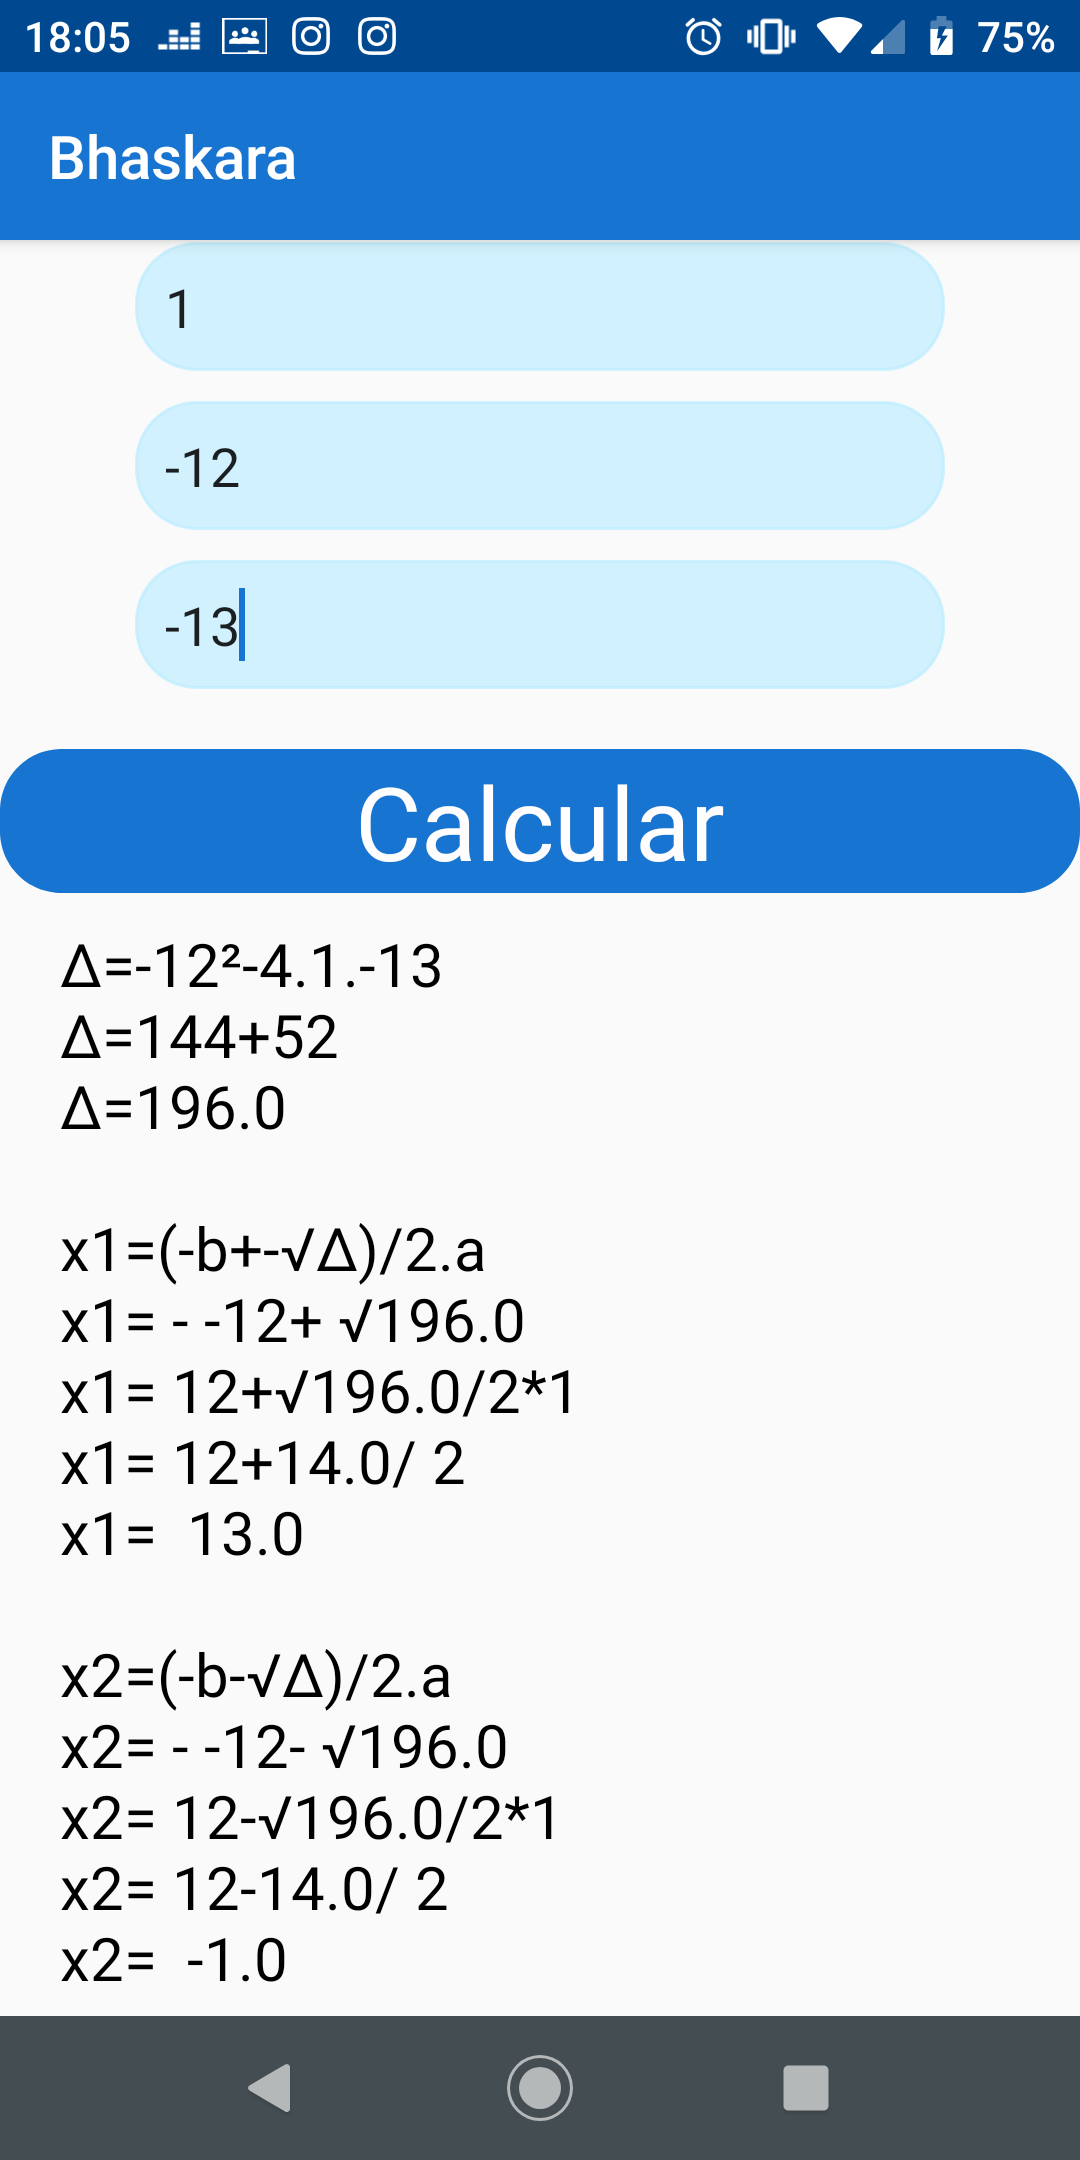 18:05 75%
Bhaskara
1
-12
-13
Calcular
Δ=-12²-4.1.-13
Δ=144+52
Δ=196.0
x1=(-b+-√Δ)/2.a
x1= - -12+ √196.0
x1= 12+√196.0/2*1
x1= 12+14.0/ 2
x1=  13.0
x2=(-b-√Δ)/2.a
x2= - -12- √196.0
x2= 12-√196.0/2*1
x2= 12-14.0/ 2
x2=  -1.0